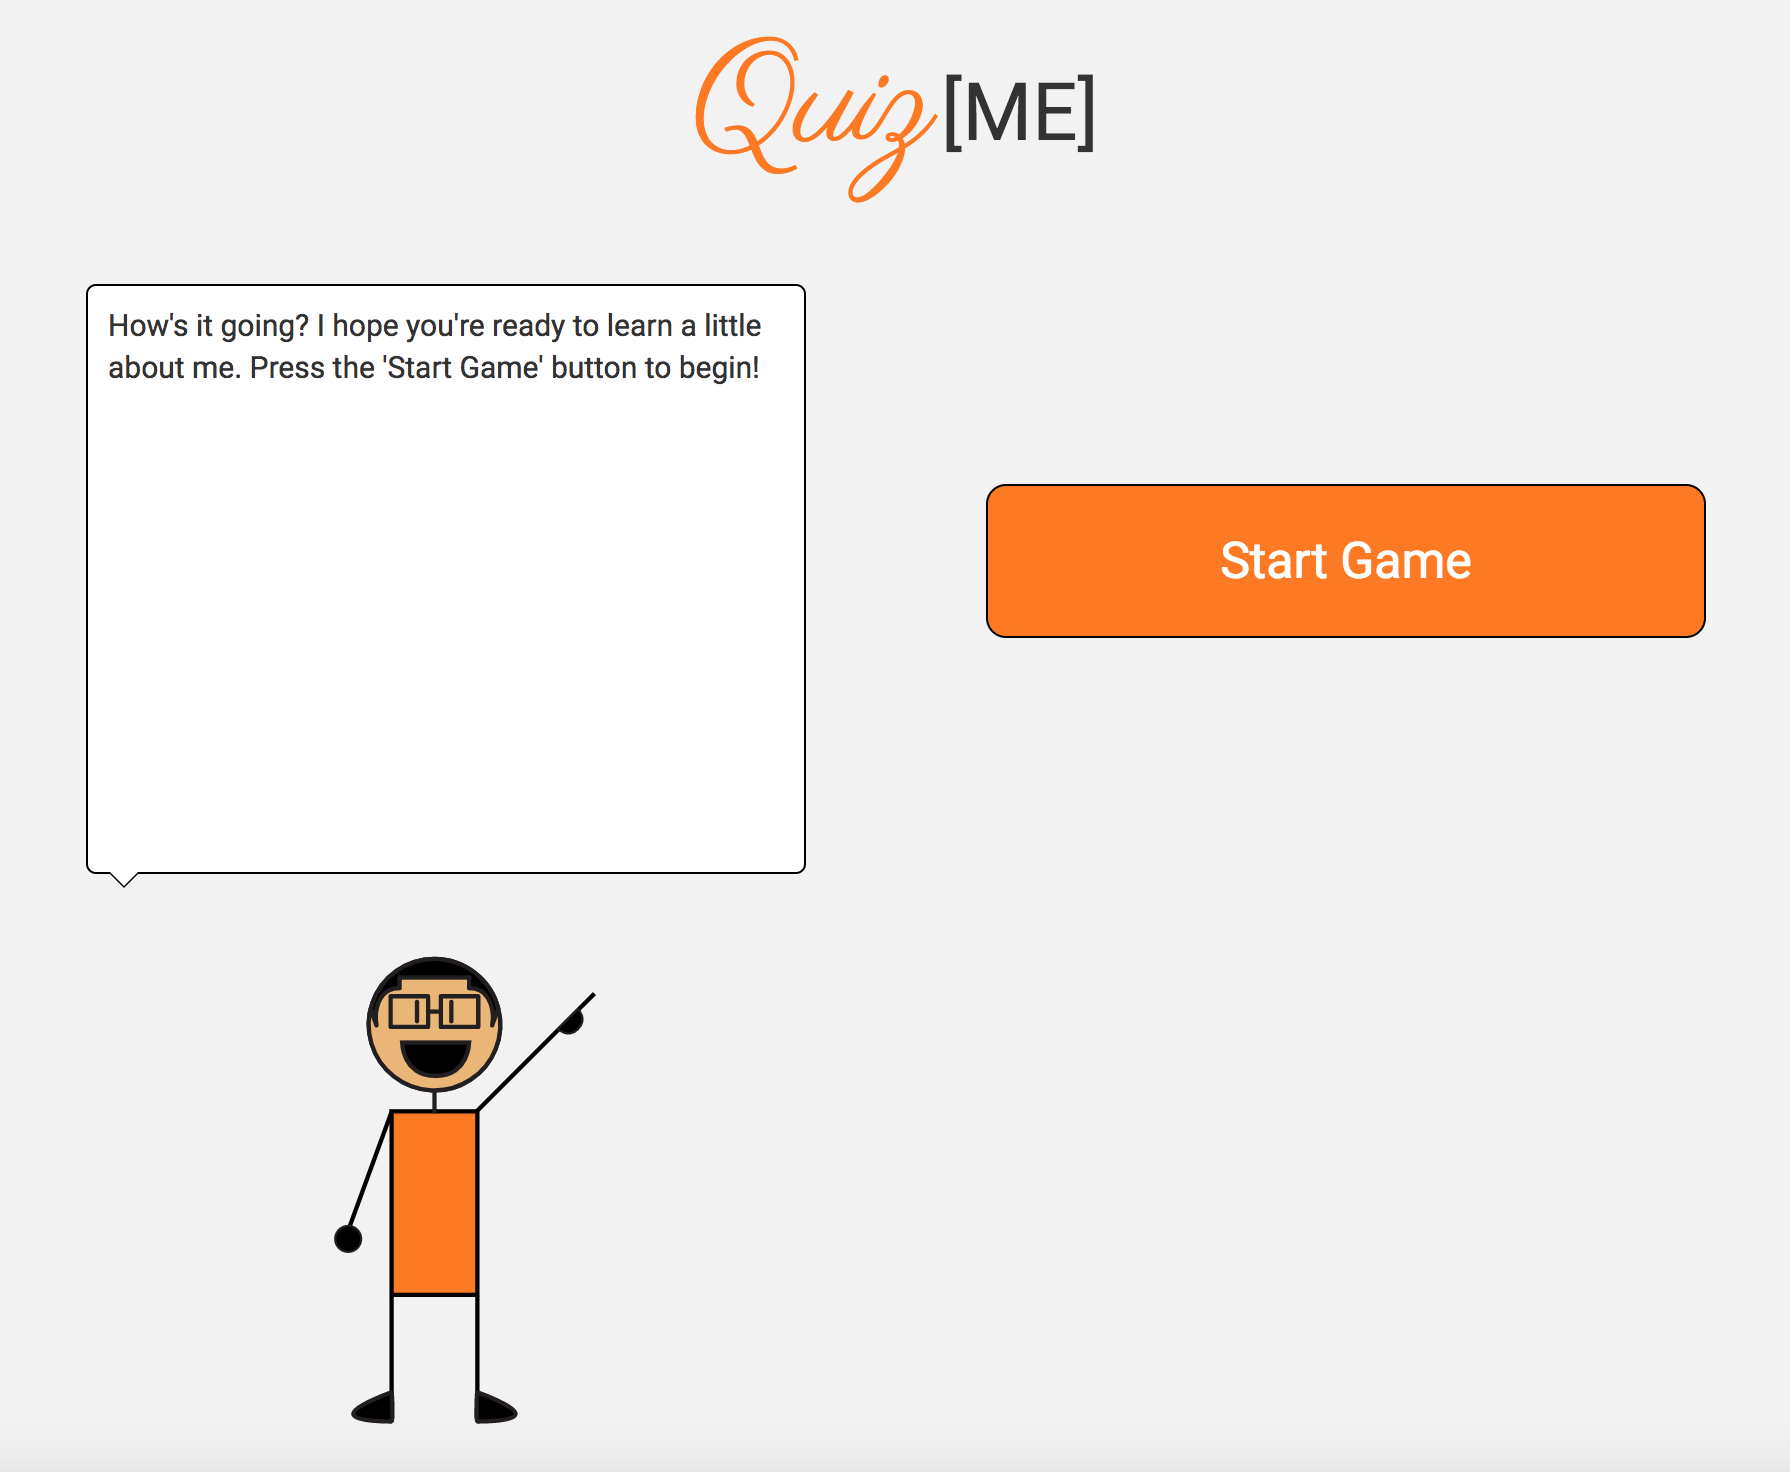 Quiz [ME]
How's it going? I hope you're ready to learn a little
about me. Press the 'Start Game' button to begin!
Start Game